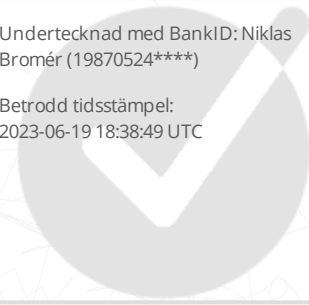 Undertecknad med BankID: Niklas
Bromér (19870524****)
Betrodd tidsstämpel:
2023-06-19 18:38:49 UTC